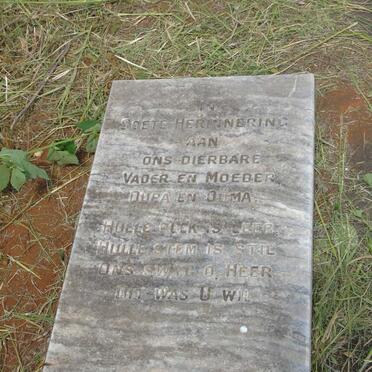 IN
SOETE HERINNERING
AAN
ONS DIERBARE
VADER EN MOEDER
OUPA EN OUMA.
HULLE PLEK IS LEEG
HULLE STEM IS STIL
ONS SWYG O, HEER
DIT WAS U WIL